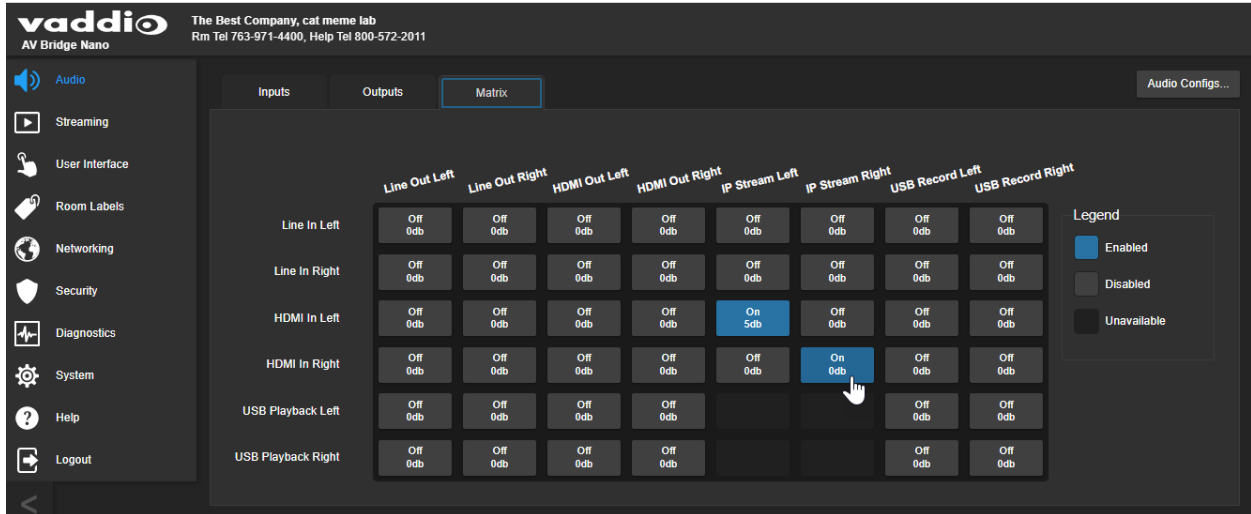 vaddio
AV Bridge Nano
The Best Company, cat meme lab
Rm Tel 763-971-4400, Help Tel 800-572-2011
Audio
Streaming
User Interface
Room Labels
Networking
Security
Diagnostics
System
? Help
Logout
<
Inputs Outputs Matrix
Audio Configs...
Line Out Left Line Out Right HDMI Out Left HDMI Out Right IP Stream Left IP Stream Right USB Record Left USB Record Right
Line In Left
Off Off Off Off Off Off Off Off
0db 0db 0db 0db 0db 0db 0db 0db
Line In Right
Off Off Off Off Off Off Off Off
0db 0db 0db 0db 0db 0db 0db 0db
HDMI In Left
Off Off Off Off On Off Off Off
0db 0db 0db 0db 5db 0db 0db 0db
HDMI In Right
Off Off Off Off Off On Off Off
0db 0db 0db 0db 0db 0db 0db 0db
USB Playback Left
Off Off Off Off Off Off
0db 0db 0db 0db 0db 0db
USB Playback Right
Off Off Off Off Off Off
0db 0db 0db 0db 0db 0db
Legend
Enabled
Disabled
Unavailable